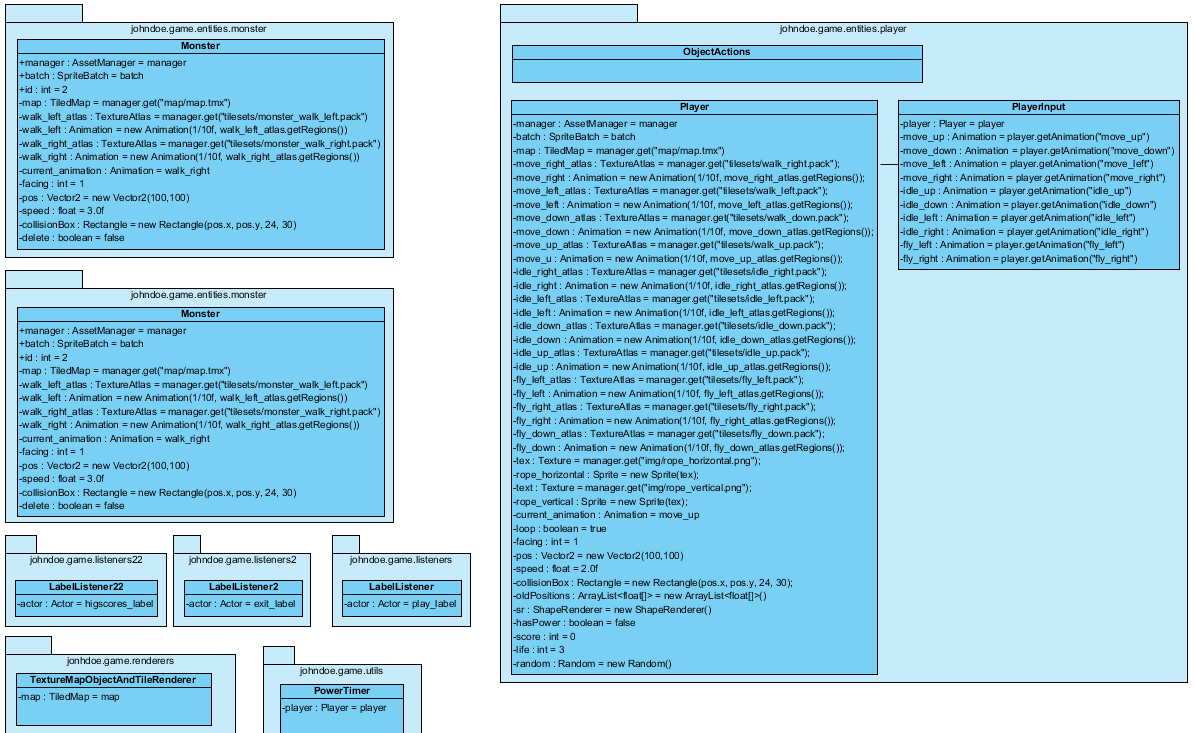 johndoe.game.entities.monster
Monster
+manager : AssetManager = manager
+batch : SpriteBatch = batch
+id : int = 2
-map : TiledMap = manager.get("map/map.tmx")
-walk_left_atlas : TextureAtlas = manager.get("tilesets/monster_walk_left.pack")
-walk_left : Animation = new Animation(1/10f, walk_left_atlas.getRegions())
-walk_right_atlas : TextureAtlas = manager.get("tilesets/monster_walk_right.pack")
-walk_right : Animation = new Animation(1/10f, walk_right_atlas.getRegions())
-current_animation : Animation = walk_right
-facing : int = 1
-pos : Vector2 = new Vector2(100,100)
-speed : float = 3.0f
-collisionBox : Rectangle = new Rectangle(pos.x, pos.y, 24, 30)
-delete : boolean = false
johndoe.game.entities.monster
Monster
+manager : AssetManager = manager
+batch : SpriteBatch = batch
+id : int = 2
-map : TiledMap = manager.get("map/map.tmx")
-walk_left_atlas : TextureAtlas = manager.get("tilesets/monster_walk_left.pack")
-walk_left : Animation = new Animation(1/10f, walk_left_atlas.getRegions())
-walk_right_atlas : TextureAtlas = manager.get("tilesets/monster_walk_right.pack")
-walk_right : Animation = new Animation(1/10f, walk_right_atlas.getRegions())
-current_animation : Animation = walk_right
-facing : int = 1
-pos : Vector2 = new Vector2(100,100)
-speed : float = 3.0f
-collisionBox : Rectangle = new Rectangle(pos.x, pos.y, 24, 30)
-delete : boolean = false
johndoe.game.listeners22
LabelListener22
-actor : Actor = higscores_label
johndoe.game.listeners2
LabelListener2
-actor : Actor = exit_label
johndoe.game.listeners
LabelListener
-actor : Actor = play_label
jonhdoe.game.renderers
TextureMapObjectAndTileRenderer
-map : TiledMap = map
johndoe.game.utils
PowerTimer
-player : Player = player
johndoe.game.entities.player
ObjectActions
Player
-manager : AssetManager = manager
-batch : SpriteBatch = batch
-map : TiledMap = manager.get("map/map.tmx")
-move_right_atlas : TextureAtlas = manager.get("tilesets/walk_right.pack");
-move_right : Animation = new Animation(1/10f, move_right_atlas.getRegions());
-move_left_atlas : TextureAtlas = manager.get("tilesets/walk_left.pack");
-move_left : Animation = new Animation(1/10f, move_left_atlas.getRegions());
-move_down_atlas : TextureAtlas = manager.get("tilesets/walk_down.pack");
-move_down : Animation = new Animation(1/10f, move_down_atlas.getRegions());
-move_up_atlas : TextureAtlas = manager.get("tilesets/walk_up.pack");
-move_u : Animation = new Animation(1/10f, move_up_atlas.getRegions());
-idle_right_atlas : TextureAtlas = manager.get("tilesets/idle_right.pack");
-idle_right : Animation = new Animation(1/10f, idle_right_atlas.getRegions());
-idle_left_atlas : TextureAtlas = manager.get("tilesets/idle_left.pack");
-idle_left : Animation = new Animation(1/10f, idle_left_atlas.getRegions());
-idle_down_atlas : TextureAtlas = manager.get("tilesets/idle_down.pack");
-idle_down : Animation = new Animation(1/10f, idle_down_atlas.getRegions());
-idle_up_atlas : TextureAtlas = manager.get("tilesets/idle_up.pack");
-idle_up : Animation = new Animation(1/10f, idle_up_atlas.getRegions());
-fly_left_atlas : TextureAtlas = manager.get("tilesets/fly_left.pack");
-fly_left : Animation = new Animation(1/10f, fly_left_atlas.getRegions());
-fly_right_atlas : TextureAtlas = manager.get("tilesets/fly_right.pack");
-fly_right : Animation = new Animation(1/10f, fly_right_atlas.getRegions());
-fly_down_atlas : TextureAtlas = manager.get("tilesets/fly_down.pack");
-fly_down : Animation = new Animation(1/10f, fly_down_atlas.getRegions());
-tex : Texture = manager.get("img/rope_horizontal.png");
-rope_horizontal : Sprite = new Sprite(tex);
-text : Texture = manager.get("img/rope_vertical.png");
-rope_vertical : Sprite = new Sprite(tex);
-current_animation : Animation = move_up
-loop : boolean = true
-facing : int = 1
-pos : Vector2 = new Vector2(100,100)
-speed : float = 2.0f
-collisionBox : Rectangle = new Rectangle(pos.x, pos.y, 24, 30);
-oldPositions : ArrayList<float[]> = new ArrayList<float[]>()
-sr : ShapeRenderer = new ShapeRenderer()
-hasPower : boolean = false
-score : int = 0
-life : int = 3
-random : Random = new Random()
PlayerInput
-player : Player = player
-move_up : Animation = player.getAnimation("move_up")
-move_down : Animation = player.getAnimation("move_down")
-move_left : Animation = player.getAnimation("move_left")
-move_right : Animation = player.getAnimation("move_right")
-idle_up : Animation = player.getAnimation("idle_up")
-idle_down : Animation = player.getAnimation("idle_down")
-idle_left : Animation = player.getAnimation("idle_left")
-idle_right : Animation = player.getAnimation("idle_right")
-fly_left : Animation = player.getAnimation("fly_left")
-fly_right : Animation = player.getAnimation("fly_right")